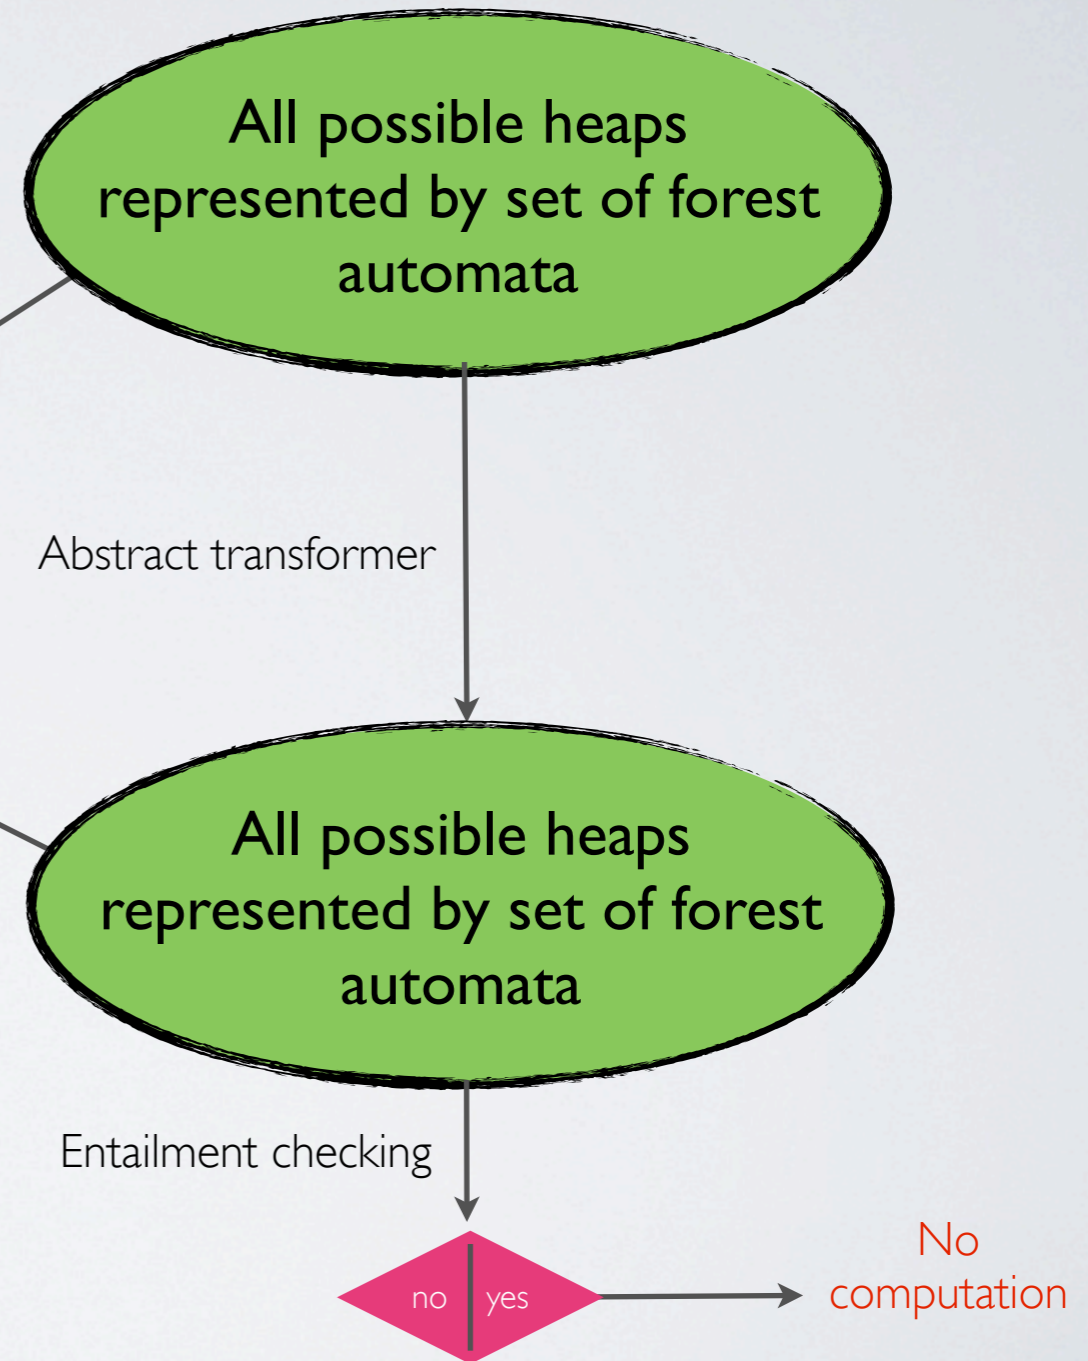 All possible heaps
represented by set of forest
automata
Abstract transformer
All possible heaps
represented by set of forest
automata
Entailment checking
no
yes
No
computation